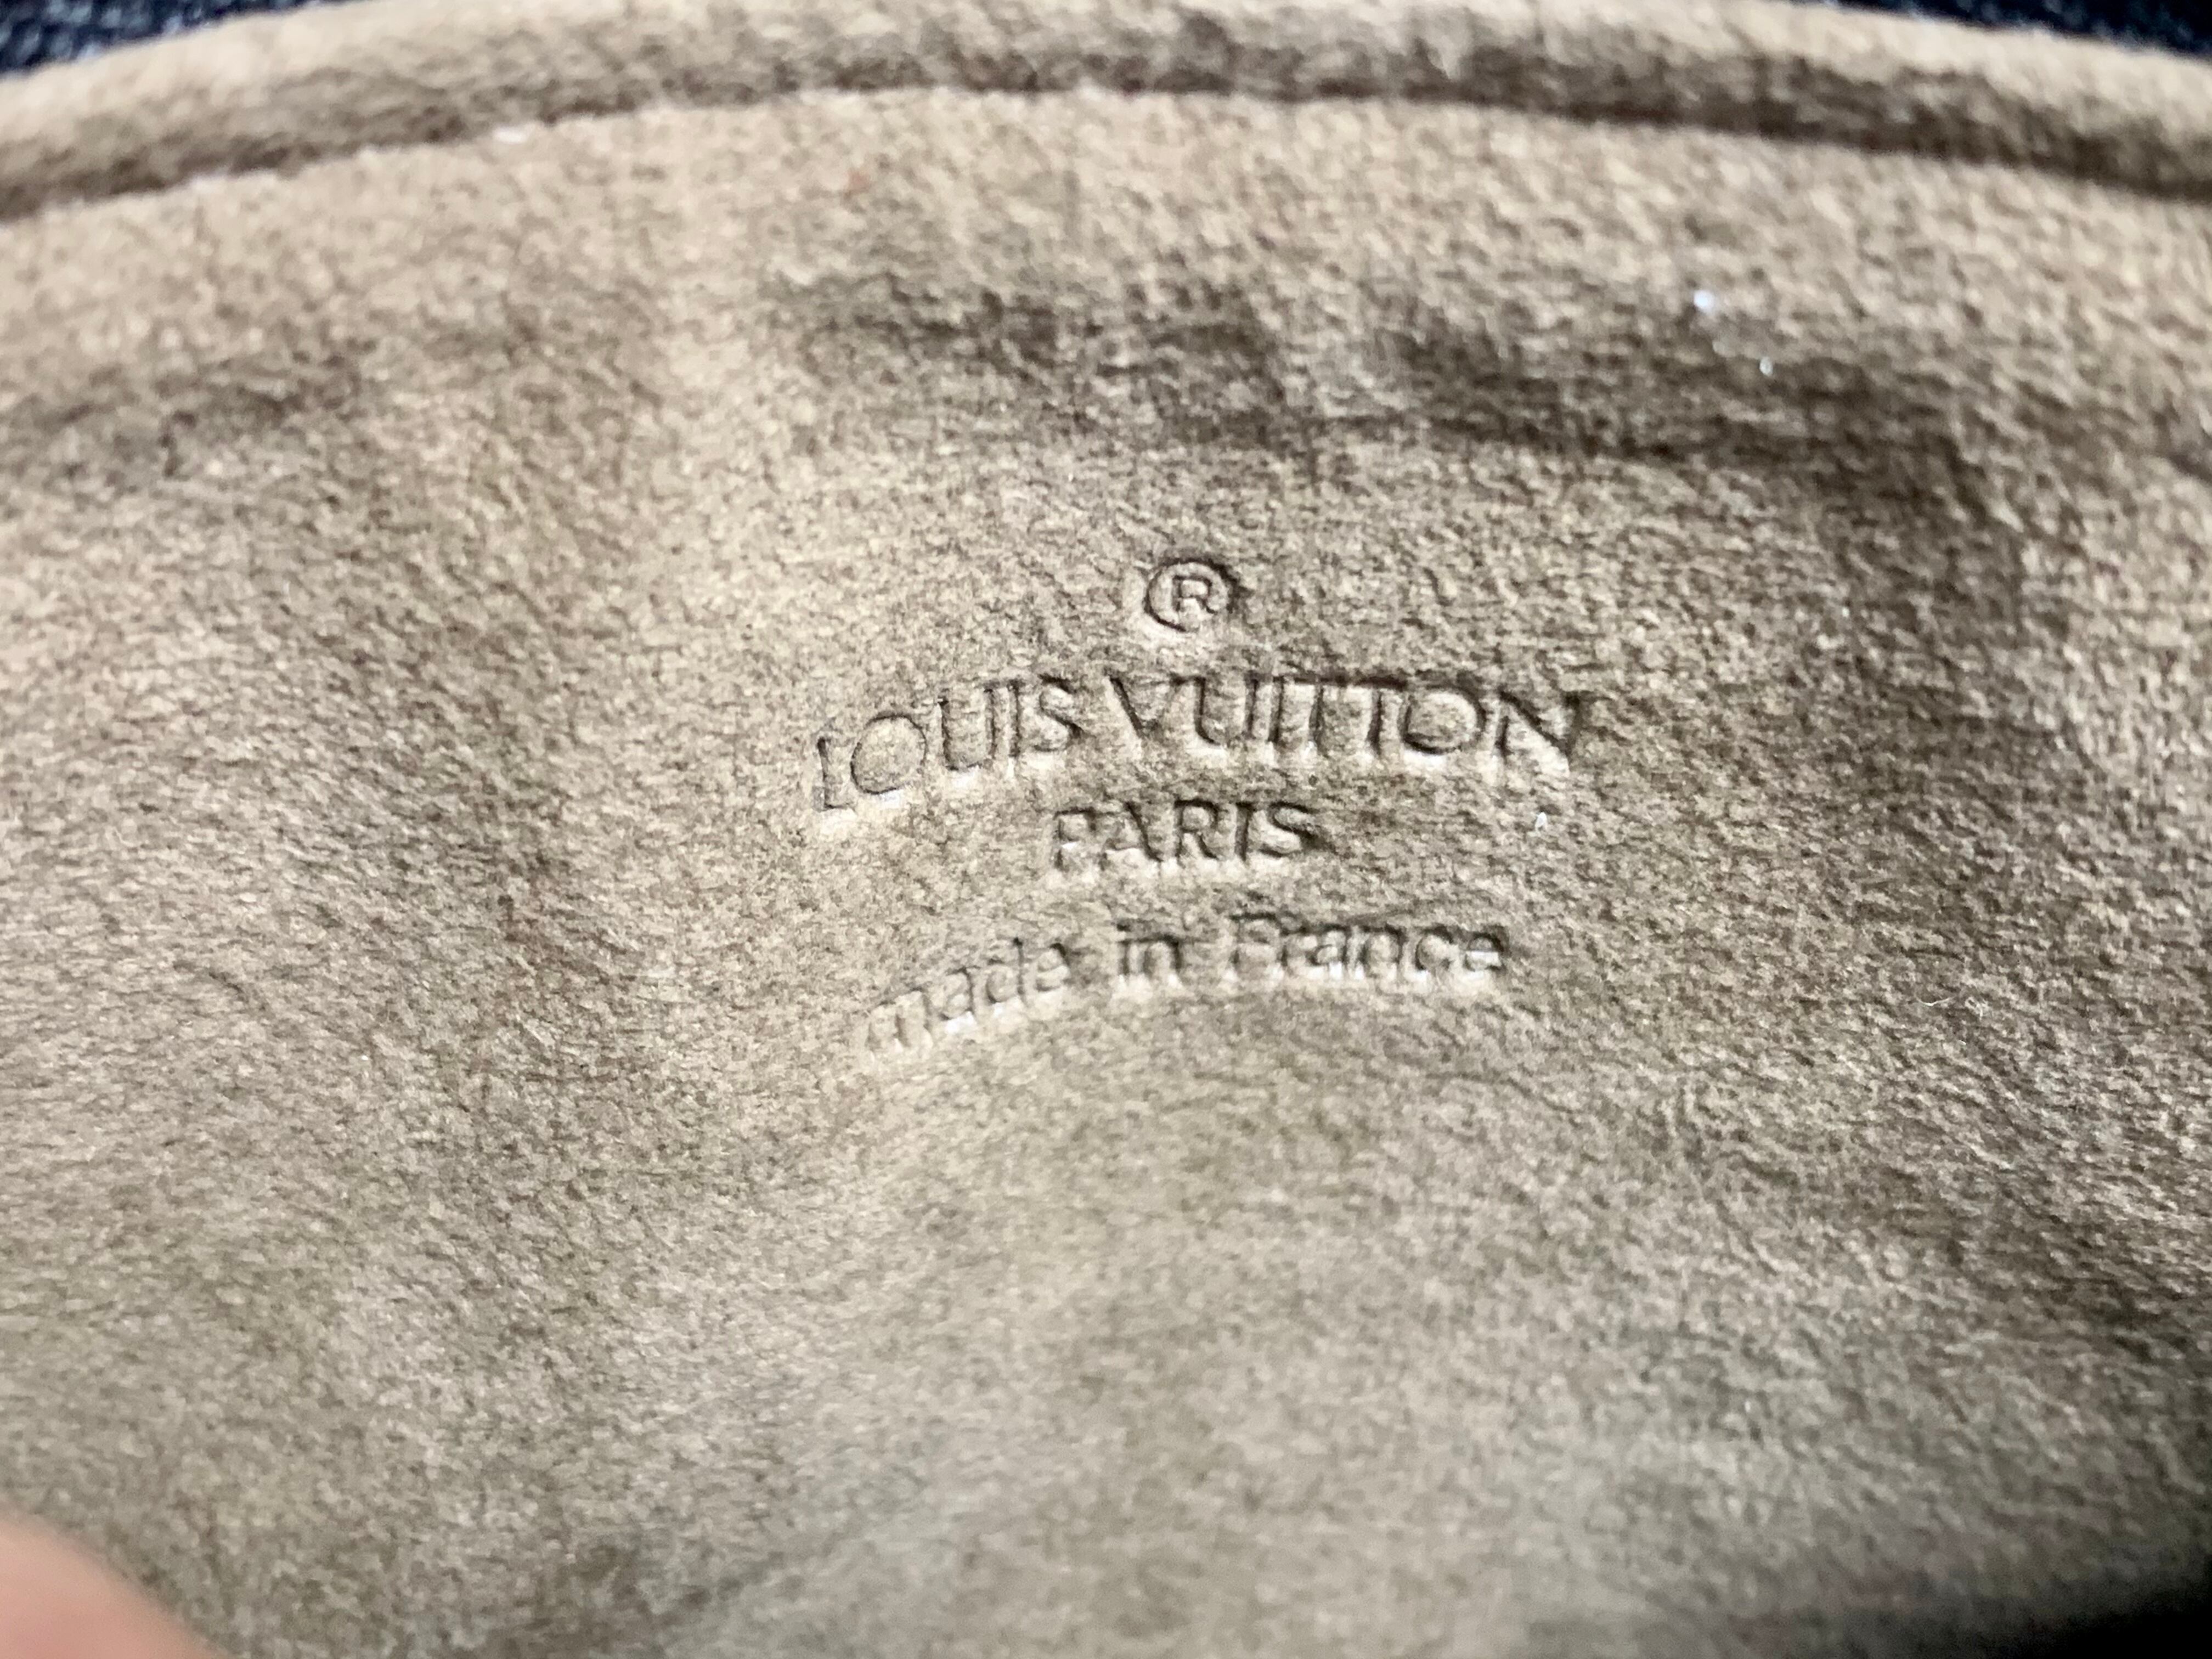 ®
LOUIS VUITTON
PARIS
made in France